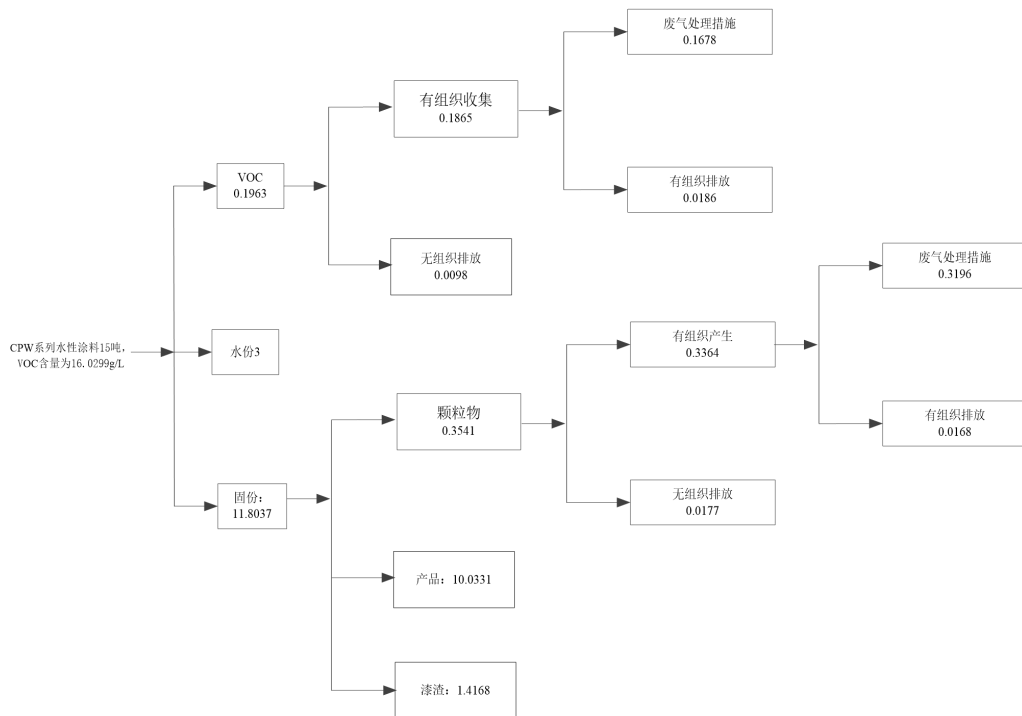 废气处理措施
0.1678
有组织收集
0.1865
VOC
0.1963
有组织排放
0.0186
无组织排放
0.0098
废气处理措施
0.3196
CPW系列水性涂料15吨,
VOC含量为16.0299g/L
水份3
有组织产生
0.3364
颗粒物
0.3541
有组织排放
0.0168
固份:
11.8037
无组织排放
0.0177
产品: 10.0331
漆渣: 1.4168